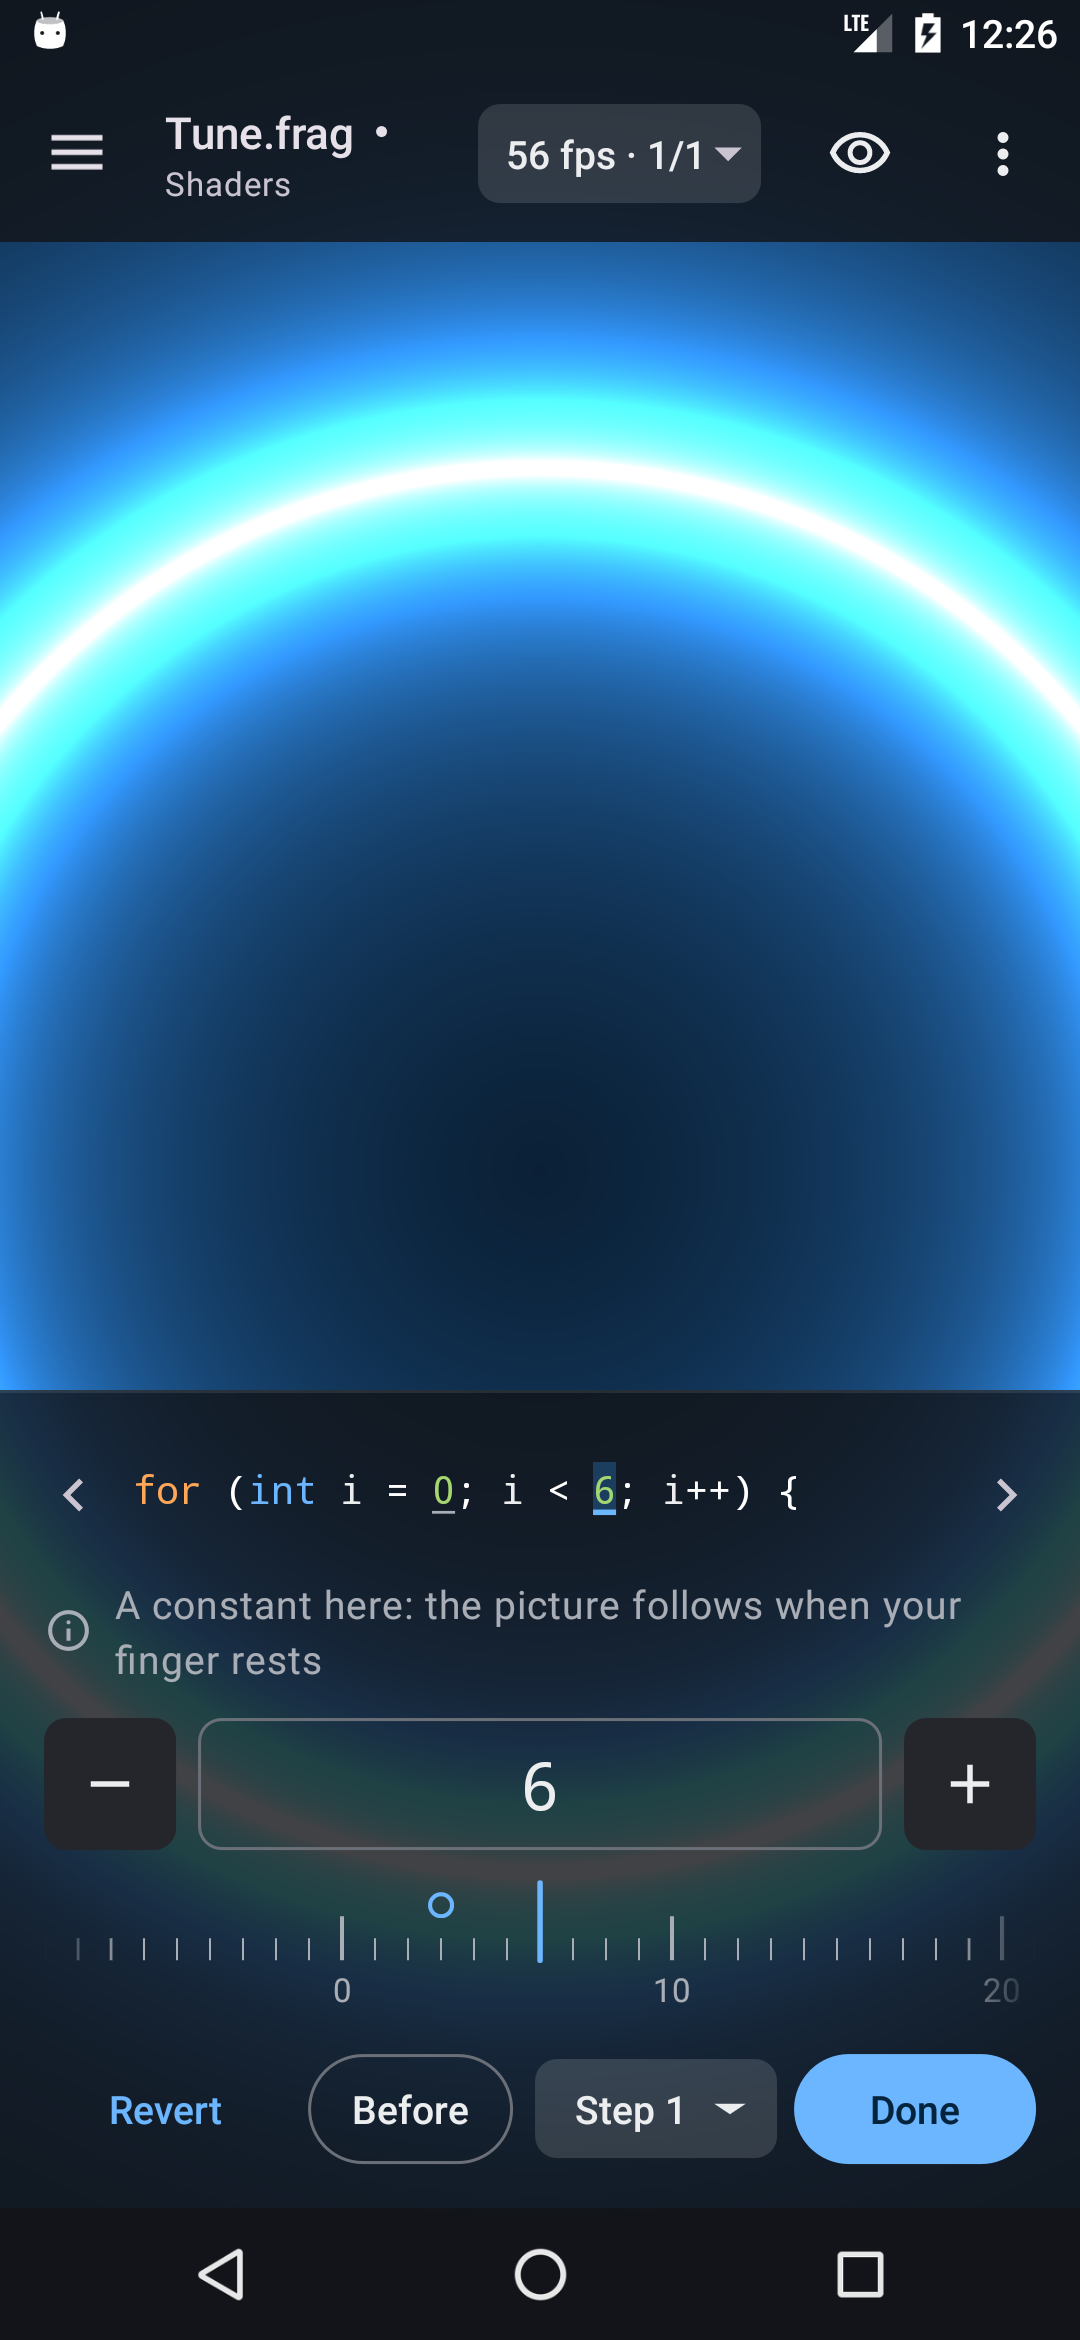 LTE 12:26
Tune.frag •
Shaders
56 fps · 1/1
for (int i = 0; i < 6; i++) {
A constant here: the picture follows when your
finger rests
6
0 10 20
Revert Before Step 1 Done